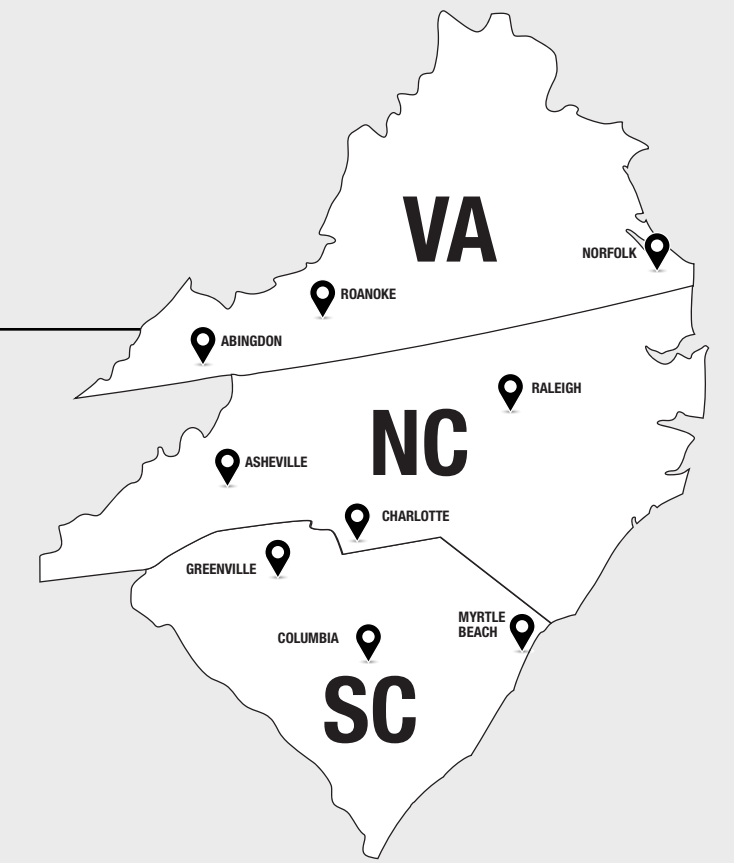 VA
NORFOLK
ROANOKE
ABINGDON
RALEIGH
NC
ASHEVILLE
CHARLOTTE
GREENVILLE
MYRTLE
BEACH
COLUMBIA
SC